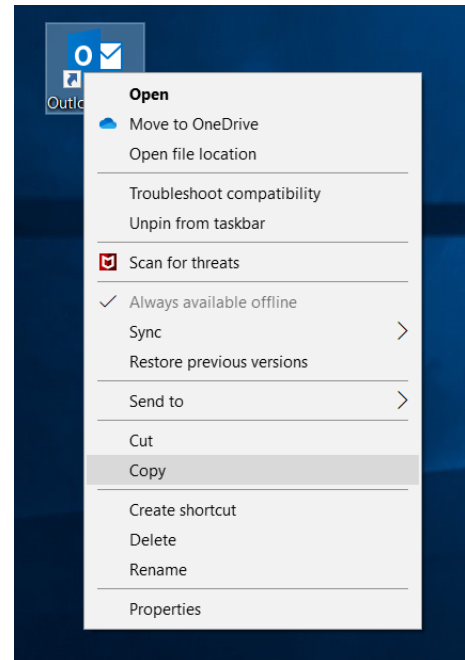 O
Outlo
Open
Move to OneDrive
Open file location
Troubleshoot compatibility
Unpin from taskbar
Scan for threats
Always available offline
Sync
Restore previous versions
Send to
Cut
Copy
Create shortcut
Delete
Rename
Properties